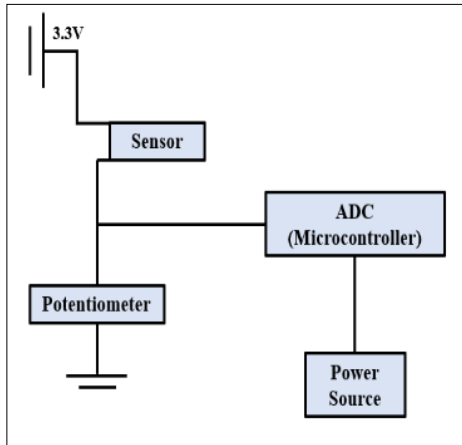 3.3V
Sensor
ADC
(Microcontroller)
Potentiometer
Power
Source